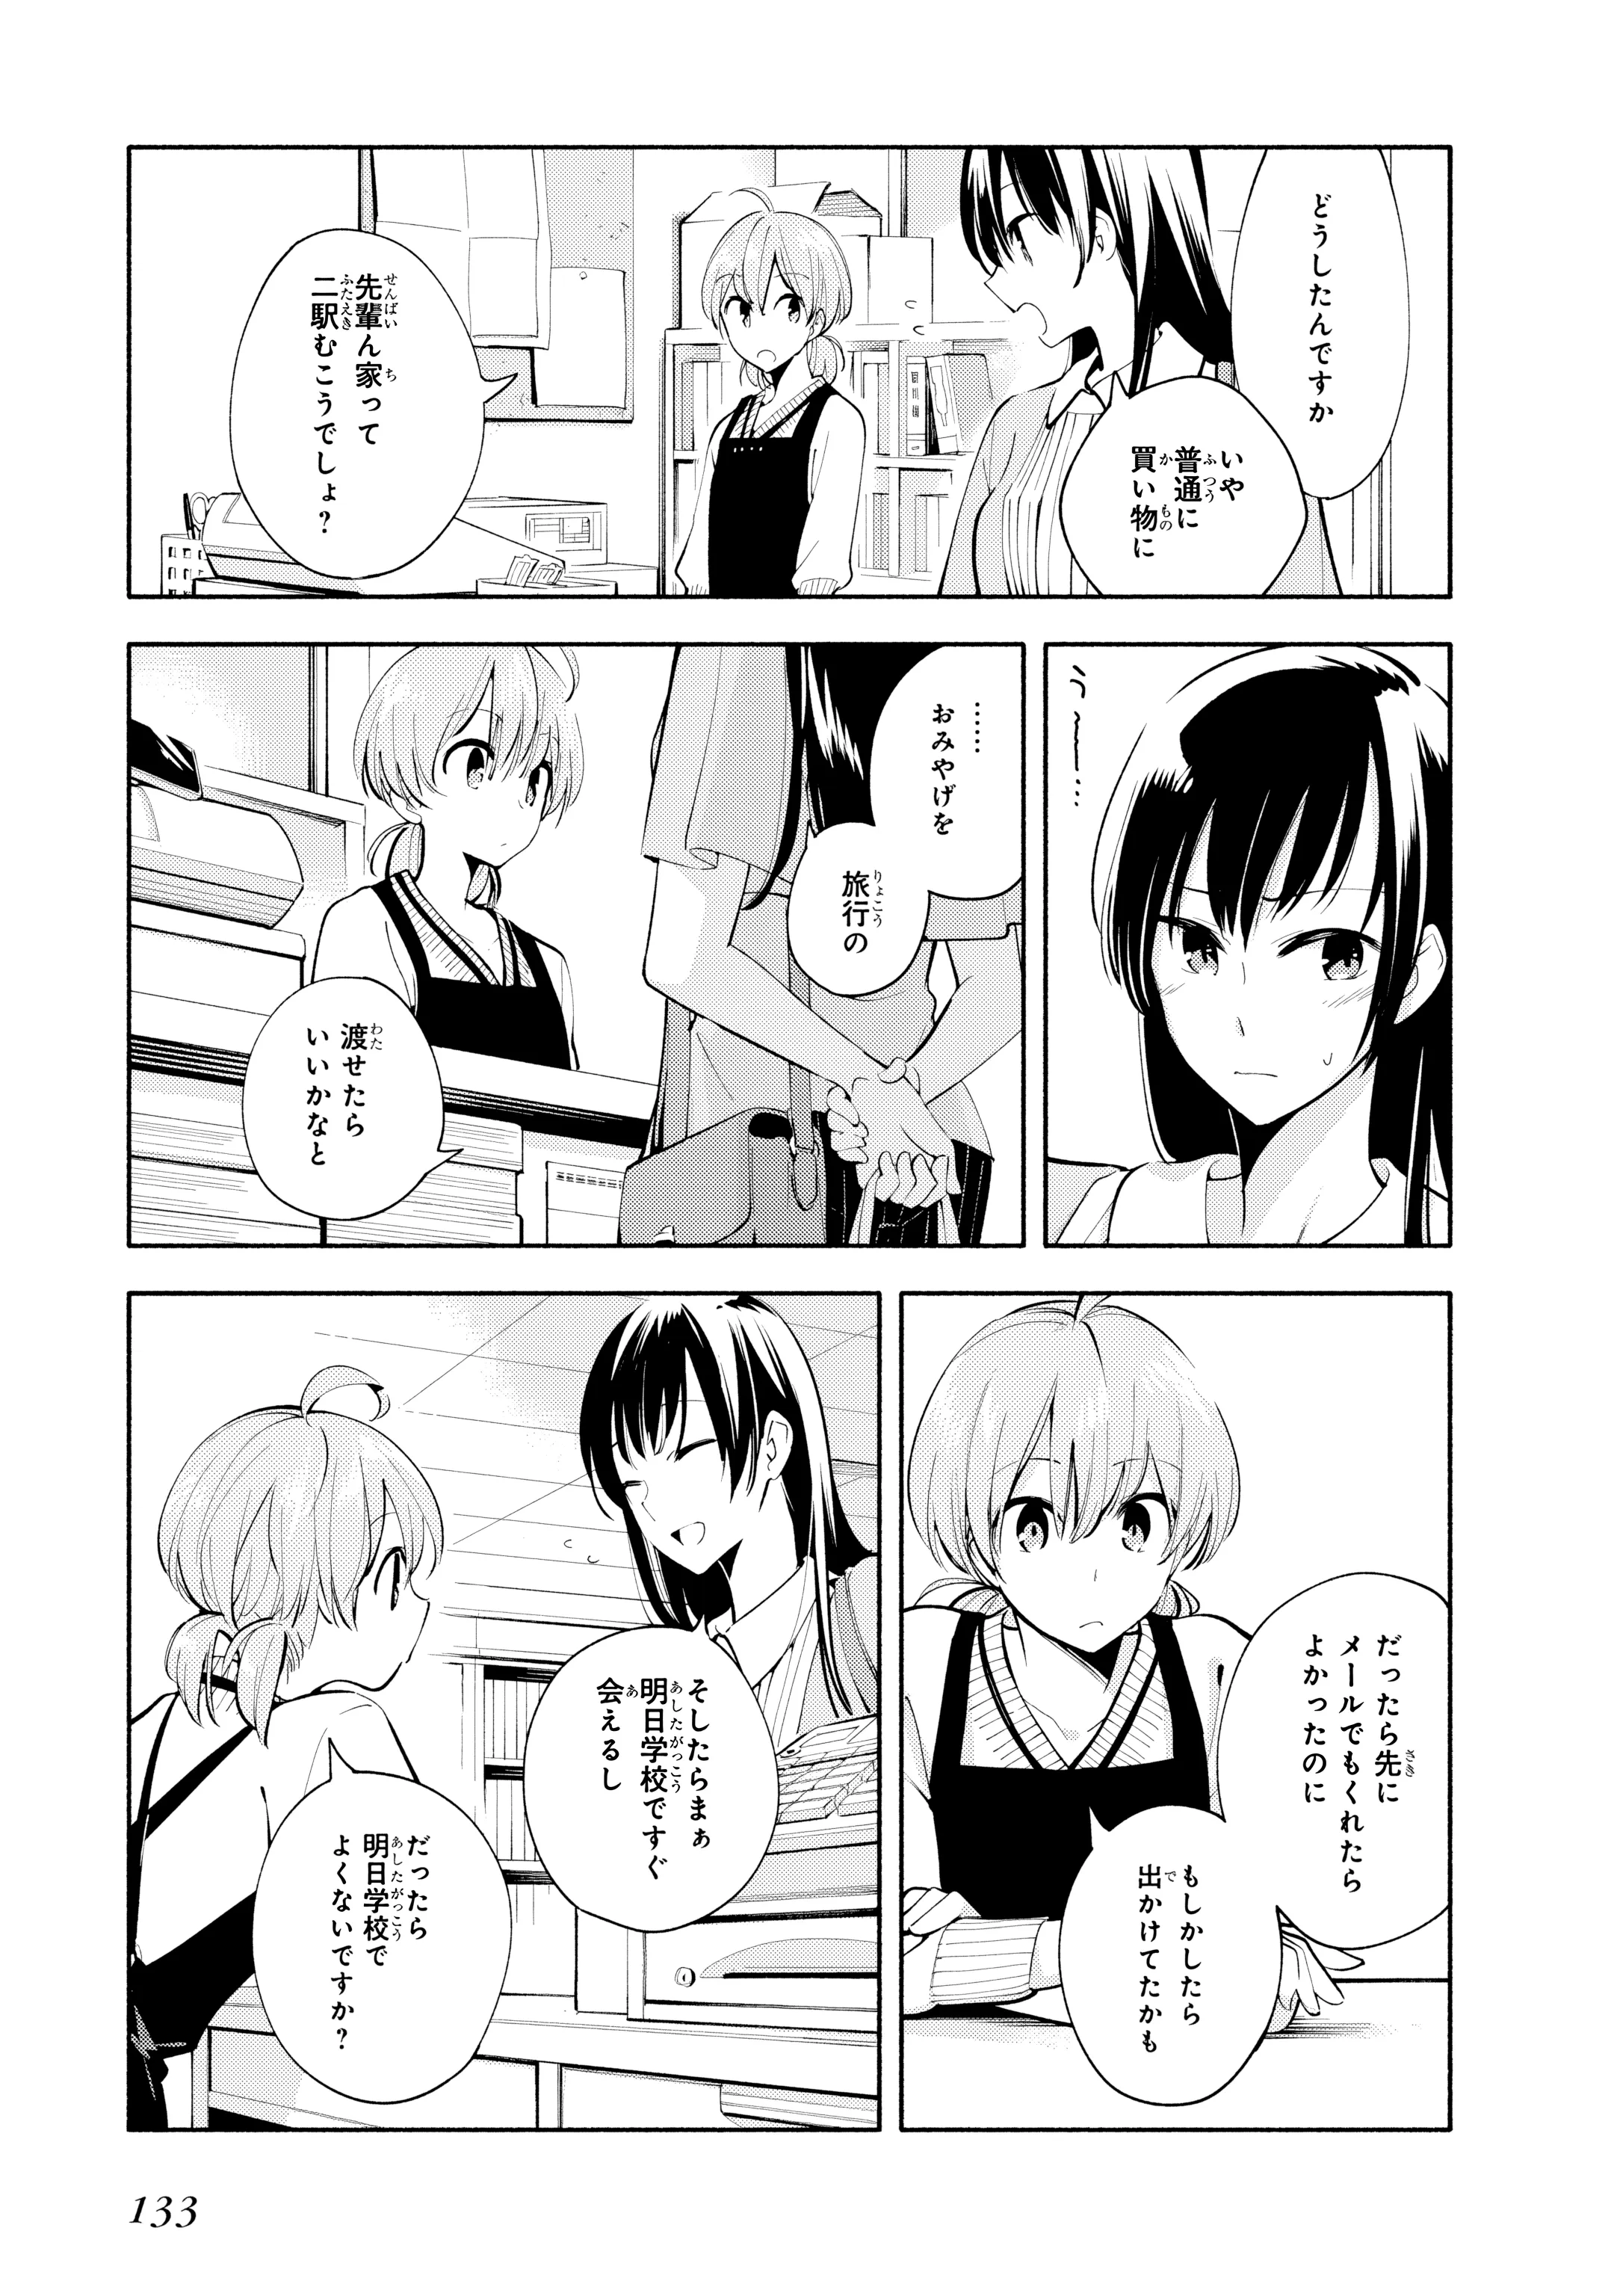 どうしたんですか
いや
普通に
買い物に
先輩ん家って
二駅むこうでしょ?
う~~…
……
おみやげを
旅行の
渡せたら
いいかなと
だったら先に
メールでもくれたら
よかったのに
もしかしたら
出かけてたかも
そしたらまぁ
明日学校ですぐ
会えるし
だったら
明日学校で
よくないですか?
133